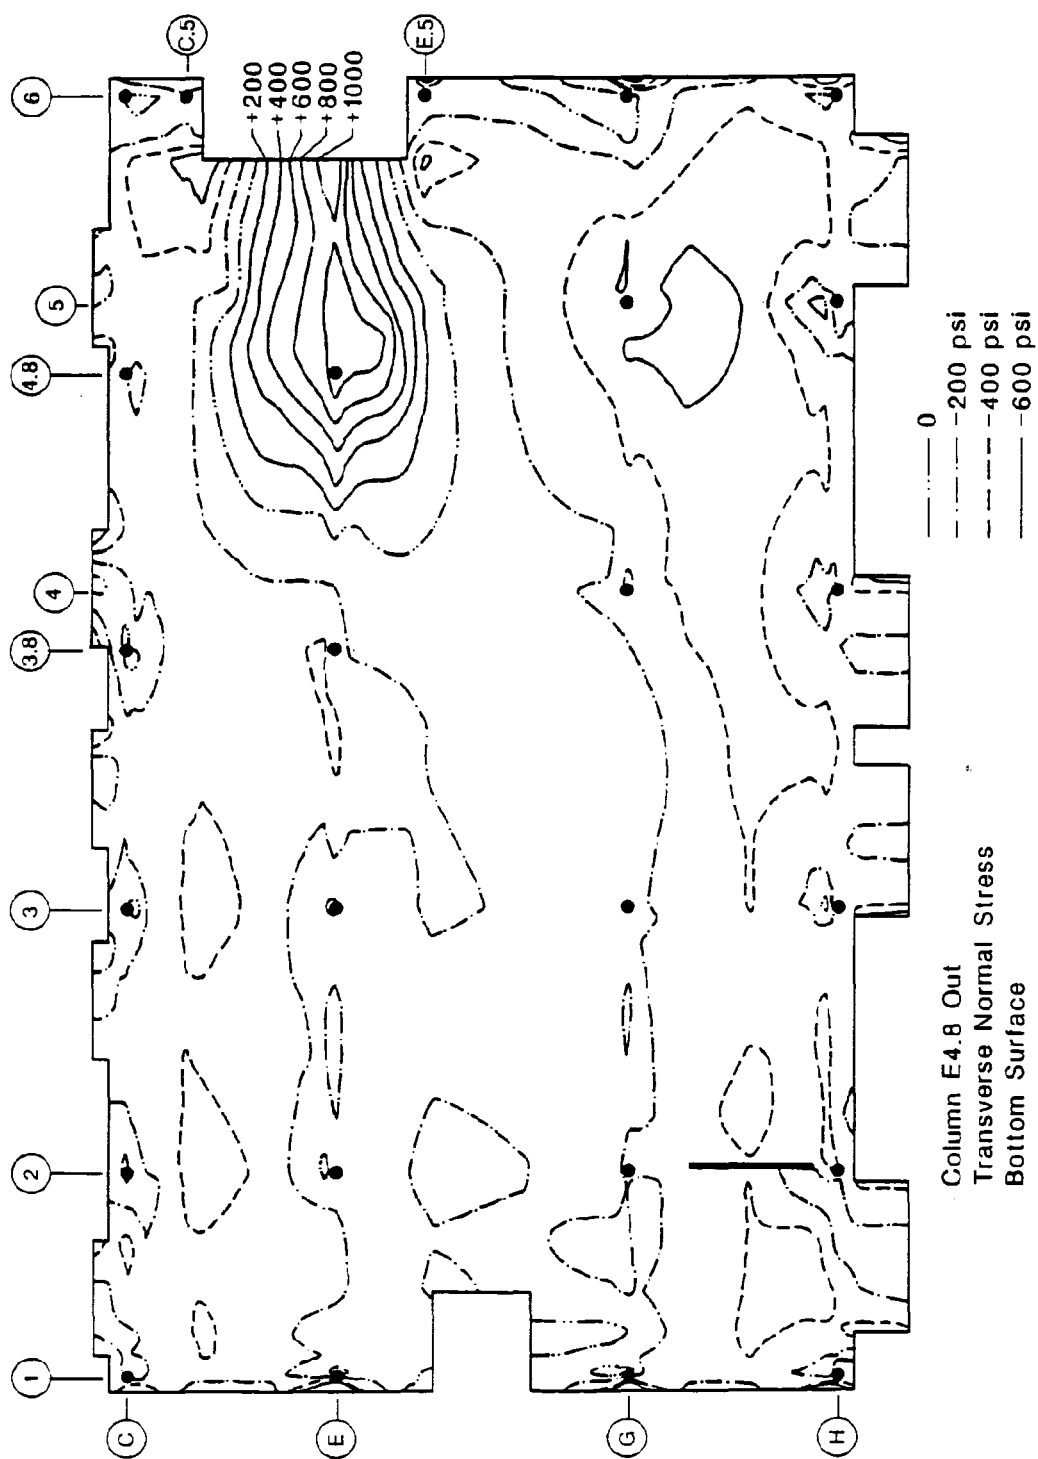 6
C.5
+200
+400
+600
+800
+1000
E.5
5
4.8
4
3.8
3
2
1
C
E
G
H
0
-200 psi
-400 psi
-600 psi
Column E4.8 Out
Transverse Normal Stress
Bottom Surface